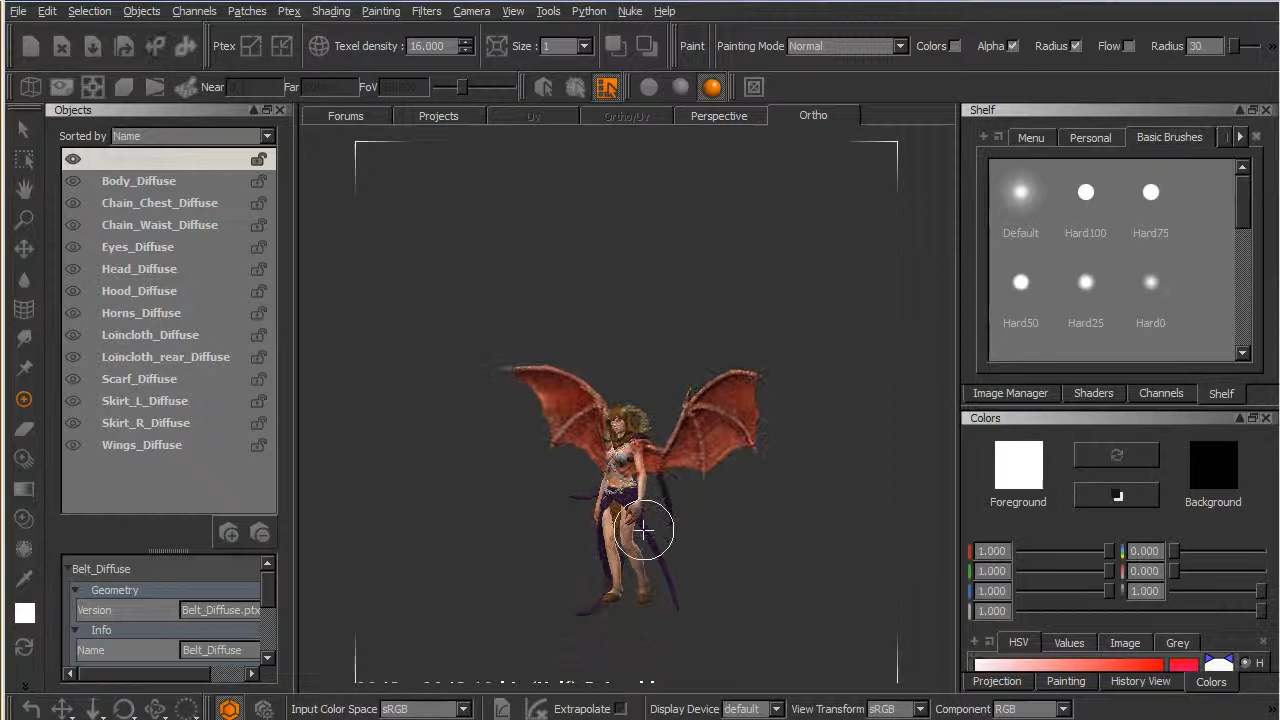 File Edit Selection Objects Channels Patches Ptex Shading Painting Filters Camera View Tools Python Nuke Help
Ptex Texel density: 16.000 Size: 1 Paint Painting Mode Normal Colors Alpha Radius Flow Radius 30
Near Far FoV
Objects
Sorted by Name
Body_Diffuse
Chain_Chest_Diffuse
Chain_Waist_Diffuse
Eyes_Diffuse
Head_Diffuse
Hood_Diffuse
Horns_Diffuse
Loincloth_Diffuse
Loincloth_rear_Diffuse
Scarf_Diffuse
Skirt_L_Diffuse
Skirt_R_Diffuse
Wings_Diffuse
Belt_Diffuse
Geometry
Version Belt_Diffuse.ptx
Info
Name Belt_Diffuse
Forums Projects Uv Ortho/Uv Perspective Ortho
Shelf
Menu Personal Basic Brushes
Default Hard100 Hard75
Hard50 Hard25 Hard0
Image Manager Shaders Channels Shelf
Colors
Foreground Background
1.000 0.000
1.000 0.000
1.000 1.000
1.000
HSV Values Image Grey
H
Projection Painting History View Colors
Input Color Space sRGB Extrapolate Display Device default View Transform sRGB Component RGB